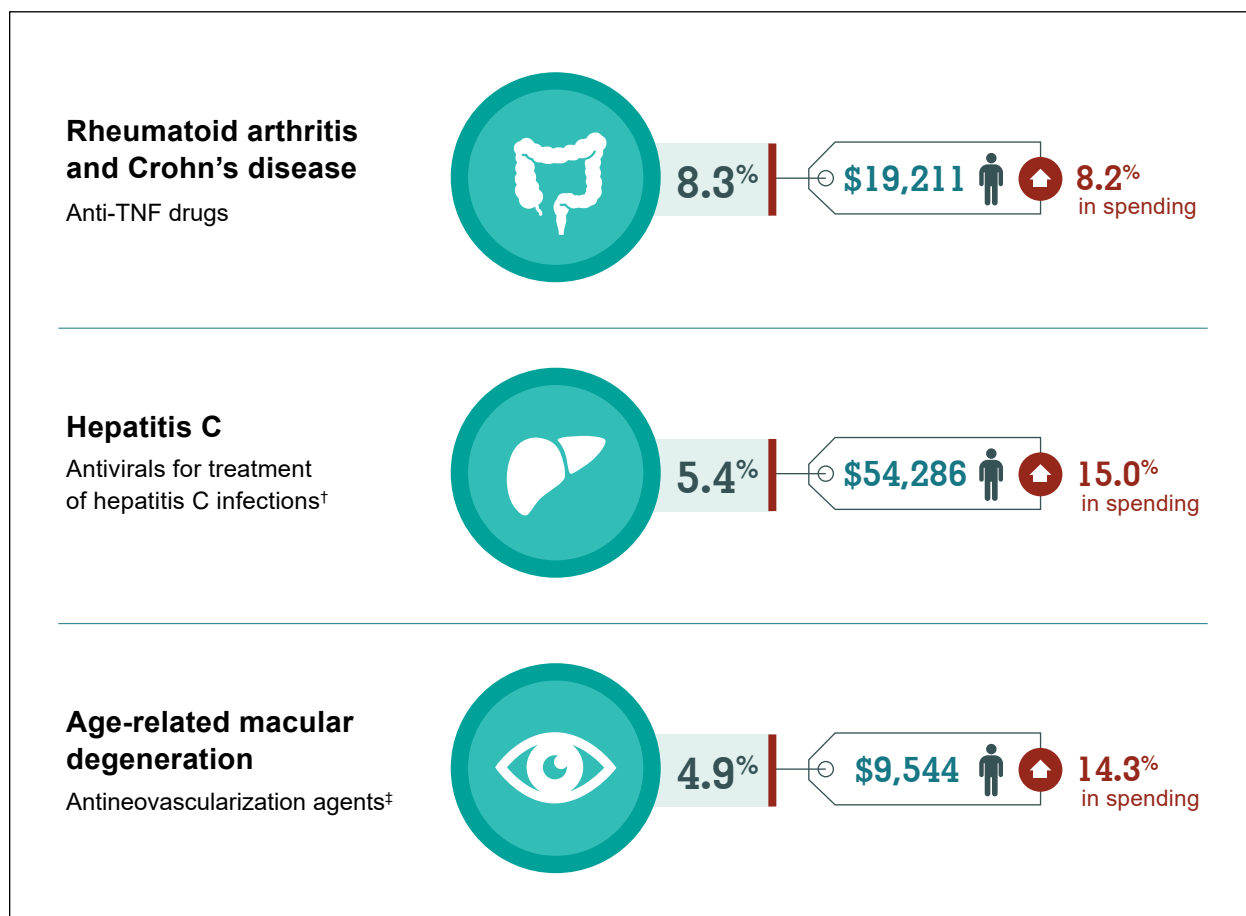 Rheumatoid arthritis
and Crohn’s disease
Anti-TNF drugs
8.3%
$19,211
8.2%
in spending
Hepatitis C
Antivirals for treatment
of hepatitis C infections†
5.4%
$54,286
15.0%
in spending
Age-related macular
degeneration
Antineovascularization agents‡
4.9%
$9,544
14.3%
in spending